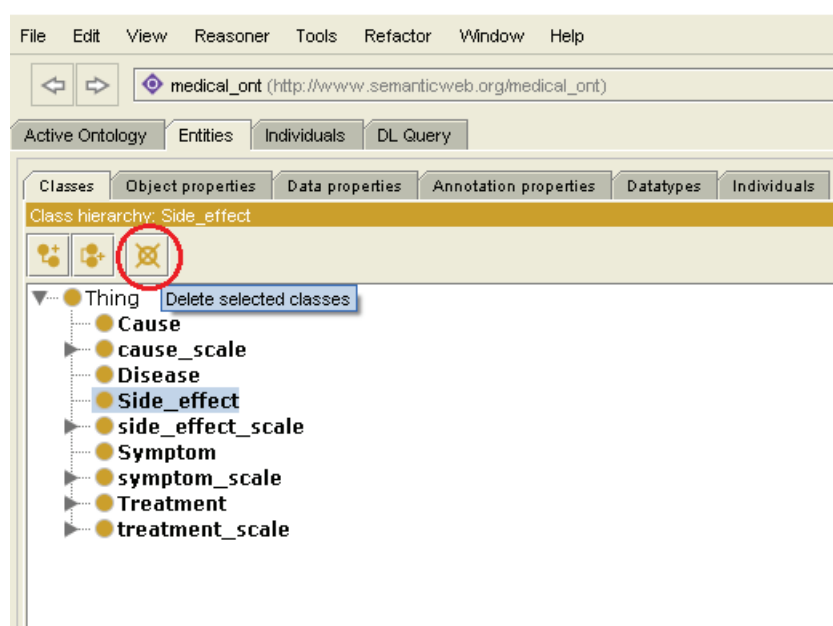 File Edit View Reasoner Tools Refactor Window Help
medical_ont (http://www.semanticweb.org/medical_ont)
Active Ontology Entities Individuals DL Query
Classes Object properties Data properties Annotation properties Datatypes Individuals
Class hierarchy: Side_effect
Thing
Delete selected classes
Cause
cause_scale
Disease
Side_effect
side_effect_scale
Symptom
symptom_scale
Treatment
treatment_scale